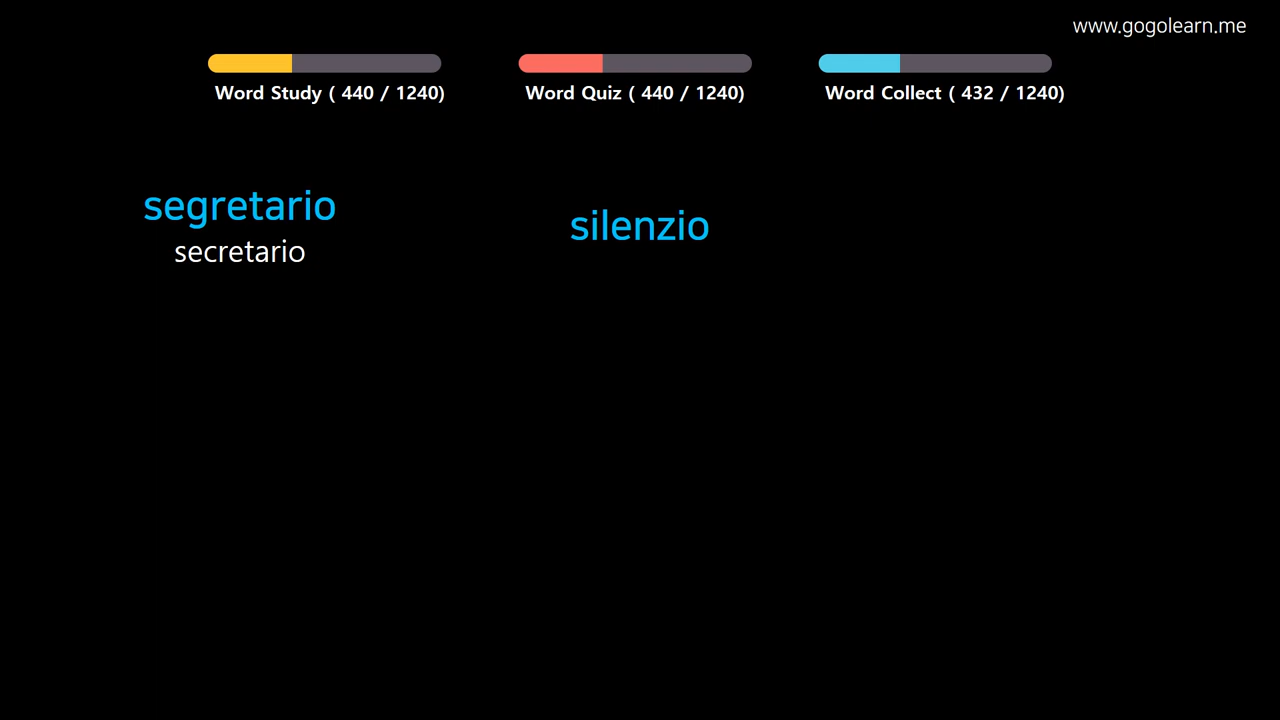 www.gogolearn.me
Word Study ( 440 / 1240)
Word Quiz ( 440 / 1240)
Word Collect ( 432 / 1240)
segretario
secretario
silenzio